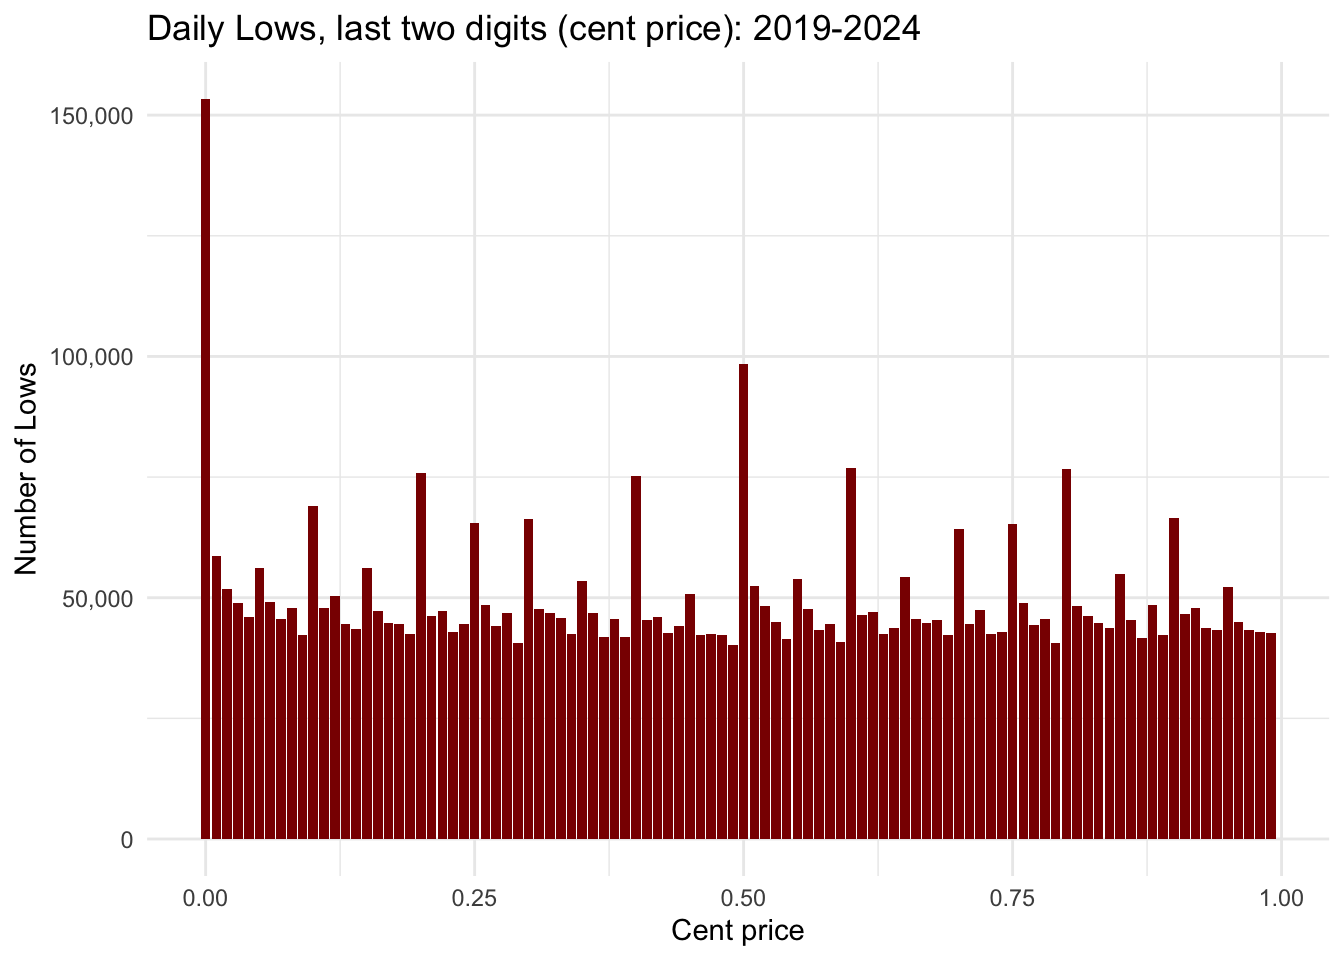 Daily Lows, last two digits (cent price): 2019-2024
150,000
100,000
50,000
0
Number of Lows
0.00 0.25 0.50 0.75 1.00
Cent price